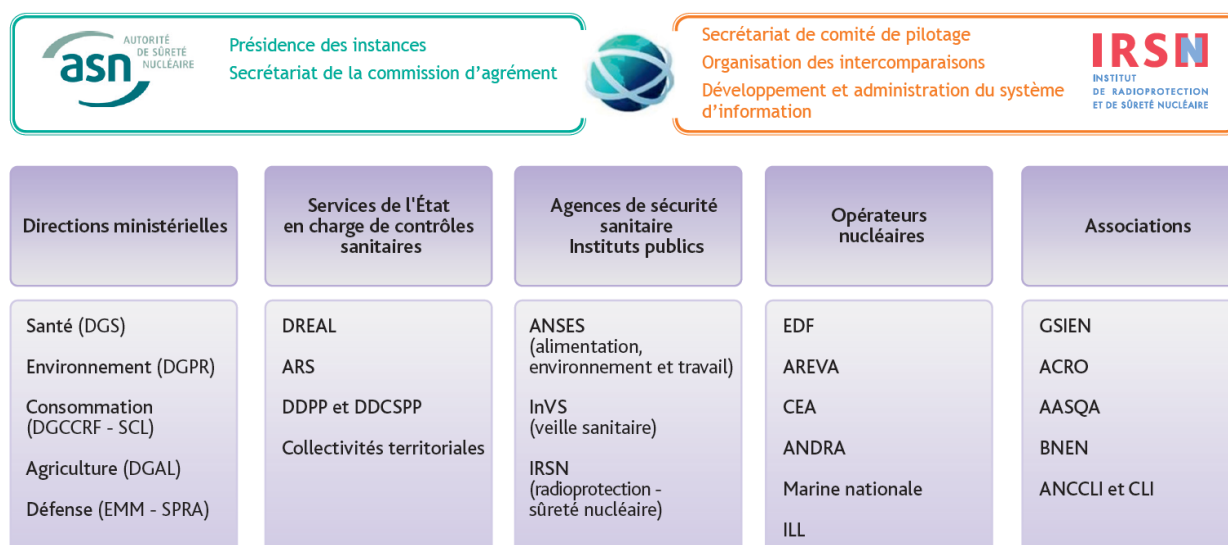 asn
AUTORITÉ
DE SÛRETÉ
NUCLÉAIRE
Présidence des instances
Secrétariat de la commission d’agrément
Secrétariat de comité de pilotage
Organisation des intercomparaisons
Développement et administration du système
d’information
IRSN
INSTITUT
DE RADIOPROTECTION
ET DE SÛRETÉ NUCLÉAIRE
Directions ministérielles
Santé (DGS)
Environnement (DGPR)
Consommation
(DGCCRF - SCL)
Agriculture (DGAL)
Défense (EMM - SPRA)
Services de l'État
en charge de contrôles
sanitaires
DREAL
ARS
DDPP et DDCSPP
Collectivités territoriales
Agences de sécurité
sanitaire
Instituts publics
ANSES
(alimentation,
environnement et travail)
InVS
(veille sanitaire)
IRSN
(radioprotection -
sûreté nucléaire)
Opérateurs
nucléaires
EDF
AREVA
CEA
ANDRA
Marine nationale
ILL
Associations
GSIEN
ACRO
AASQA
BNEN
ANCCLI et CLI